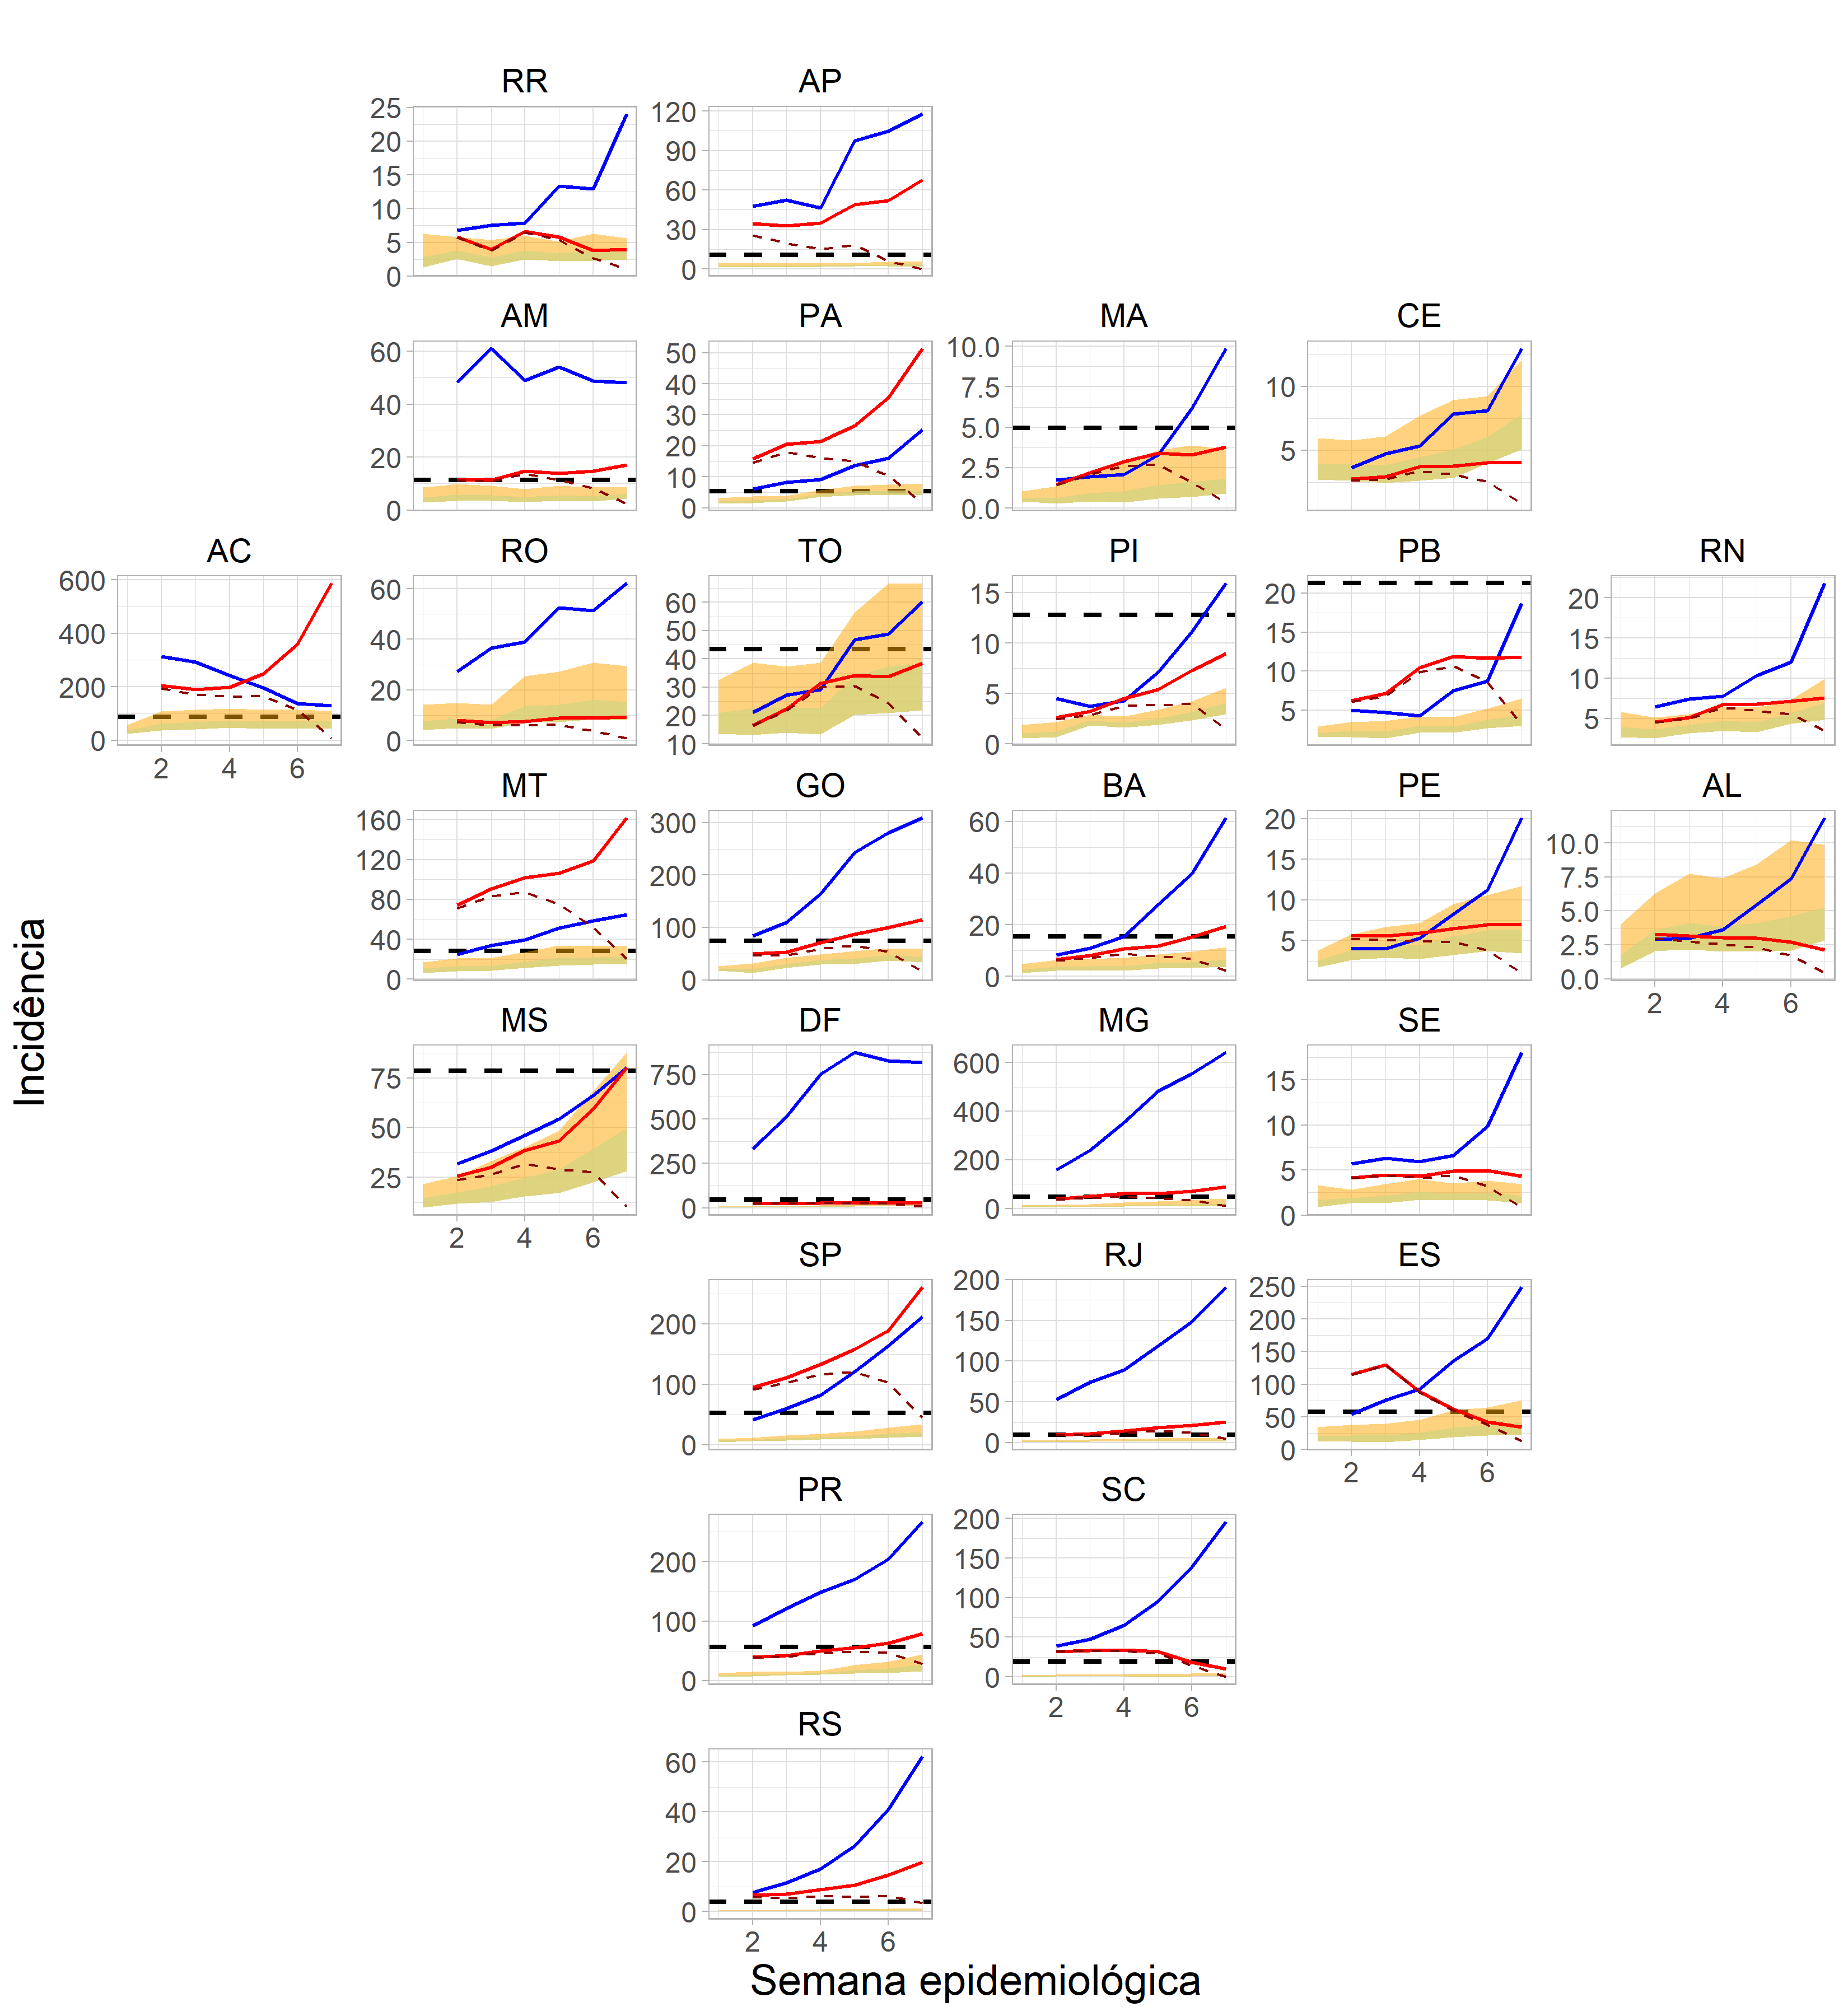 RR AP
25 20 15 10 5 0 120 90 60 30 0
AM PA MA CE
60 40 20 0 50 40 30 20 10 0 10.0 7.5 5.0 2.5 0.0 10 5
AC RO TO PI PB RN
600 400 200 0 60 40 20 0 60 50 40 30 20 10 15 10 5 0 20 15 10 5 20 15 10 5
2 4 6
MT GO BA PE AL
160 120 80 40 0 300 200 100 0 60 40 20 0 20 15 10 5 10.0 7.5 5.0 2.5 0.0
2 4 6
Incidência
MS DF MG SE
75 50 25 750 500 250 0 600 400 200 0 15 10 5 0
2 4 6
SP RJ ES
200 100 0 200 150 100 50 0 250 200 150 100 50 0
2 4 6
PR SC
200 100 0 200 150 100 50 0
2 4 6
RS
60 40 20 0
2 4 6
Semana epidemiológica